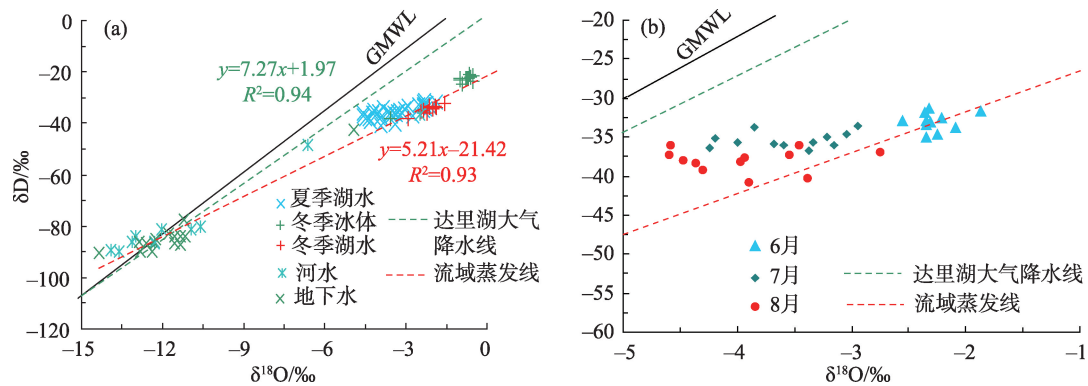 (a)
GMWL
y=7.27x+1.97
R²=0.94
y=5.21x–21.42
R²=0.93
夏季湖水
冬季冰体
冬季湖水
河水
地下水
达里湖大气
降水线
流域蒸发线
0
–20
–40
–60
–80
–100
–120
δD/‰
–15
–12
–9
–6
–3
0
δ¹⁸O/‰
(b)
GMWL
6月
7月
8月
达里湖大气降水线
流域蒸发线
–20
–25
–30
–35
–40
–45
–50
–55
–60
–5
–4
–3
–2
–1
δ¹⁸O/‰